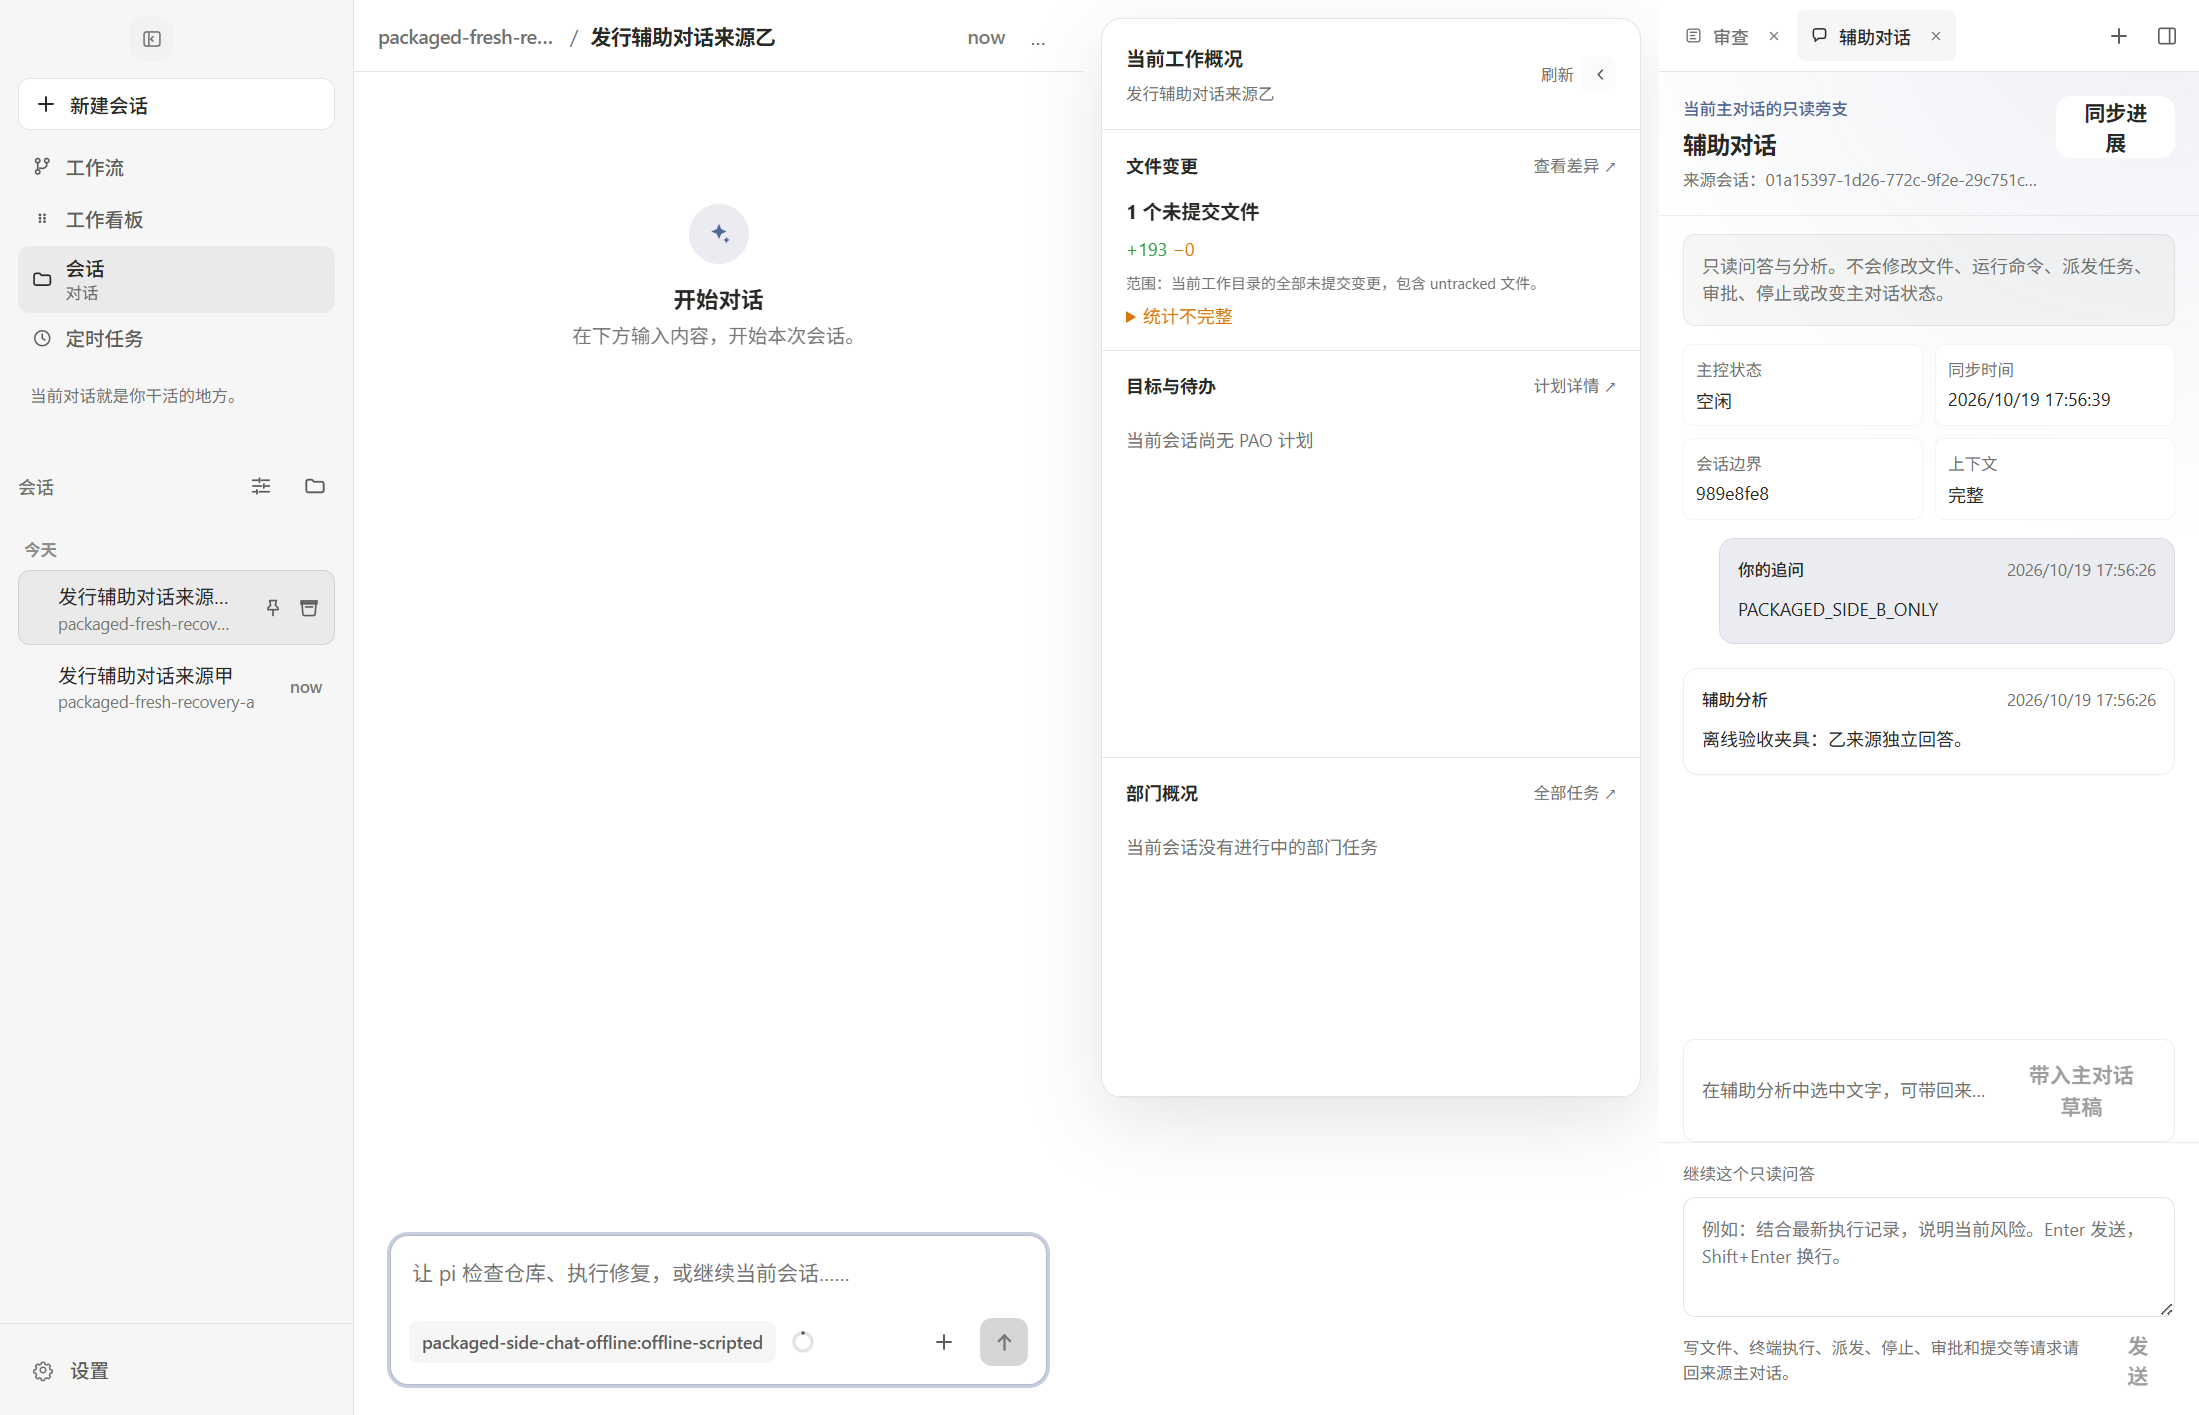 新建会话
工作流
工作看板
会话
对话
定时任务
当前对话就是你干活的地方。
会话
今天
发行辅助对话来源...
packaged-fresh-recov...
发行辅助对话来源甲
packaged-fresh-recovery-a
now
设置
packaged-fresh-re... / 发行辅助对话来源乙
now
...
开始对话
在下方输入内容，开始本次会话。
让 pi 检查仓库、执行修复，或继续当前会话......
packaged-side-chat-offline:offline-scripted
当前工作概况
发行辅助对话来源乙
刷新
文件变更
查看差异 ↗
1 个未提交文件
+193 −0
范围：当前工作目录的全部未提交变更，包含 untracked 文件。
▶ 统计不完整
目标与待办
计划详情 ↗
当前会话尚无 PAO 计划
部门概况
全部任务 ↗
当前会话没有进行中的部门任务
审查 ×
辅助对话 ×
当前主对话的只读旁支
辅助对话
来源会话：01a15397-1d26-772c-9f2e-29c751c...
同步进
展
只读问答与分析。不会修改文件、运行命令、派发任务、
审批、停止或改变主对话状态。
主控状态
空闲
同步时间
2026/10/19 17:56:39
会话边界
989e8fe8
上下文
完整
你的追问
2026/10/19 17:56:26
PACKAGED_SIDE_B_ONLY
辅助分析
2026/10/19 17:56:26
离线验收夹具：乙来源独立回答。
在辅助分析中选中文字，可带回来...
带入主对话
草稿
继续这个只读问答
例如：结合最新执行记录，说明当前风险。Enter 发送，
Shift+Enter 换行。
写文件、终端执行、派发、停止、审批和提交等请求请
回来源主对话。
发
送